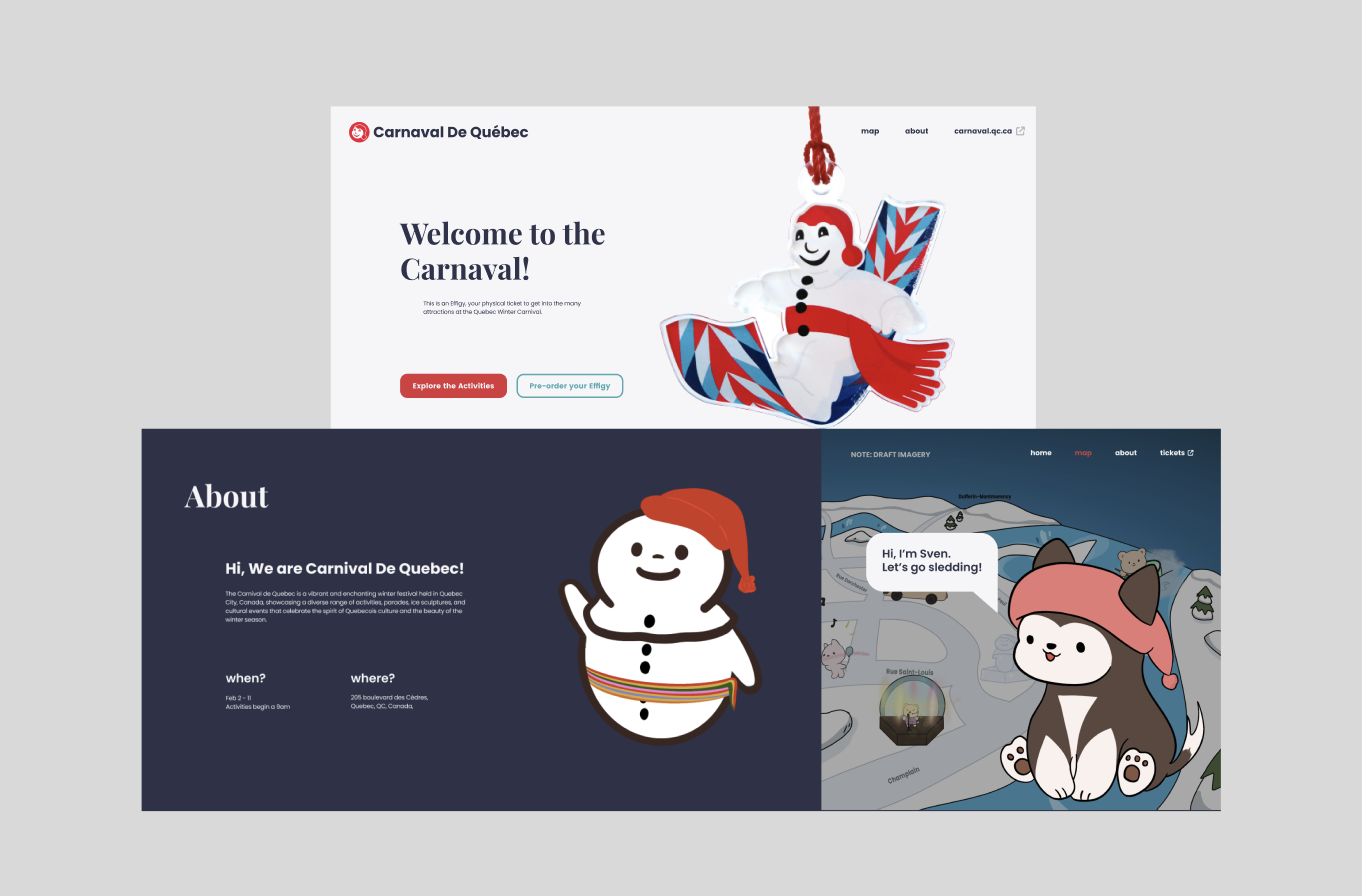 Carnaval De Québec
map about carnaval.qc.ca
Welcome to the
Carnaval!
This is an Effigy, your physical ticket to get into the many
attractions at the Quebec Winter Carnival.
Explore the Activities
Pre-order your Effigy
About
Hi, We are Carnival De Quebec!
The Carnival de Quebec is a vibrant and enchanting winter festival held in Quebec
City, Canada, showcasing a diverse range of activities, parades, ice sculptures, and
cultural events that celebrate the spirit of Quebecois culture and the beauty of the
winter season.
when?
Feb 2 - 11
Activities begin a 9am
where?
205 boulevard des Cèdres,
Quebec, QC, Canada,
NOTE: DRAFT IMAGERY
home map about tickets
Hi, I'm Sven.
Let's go sledding!
Rue Dorchester
Rue Saint-Louis
Champlain